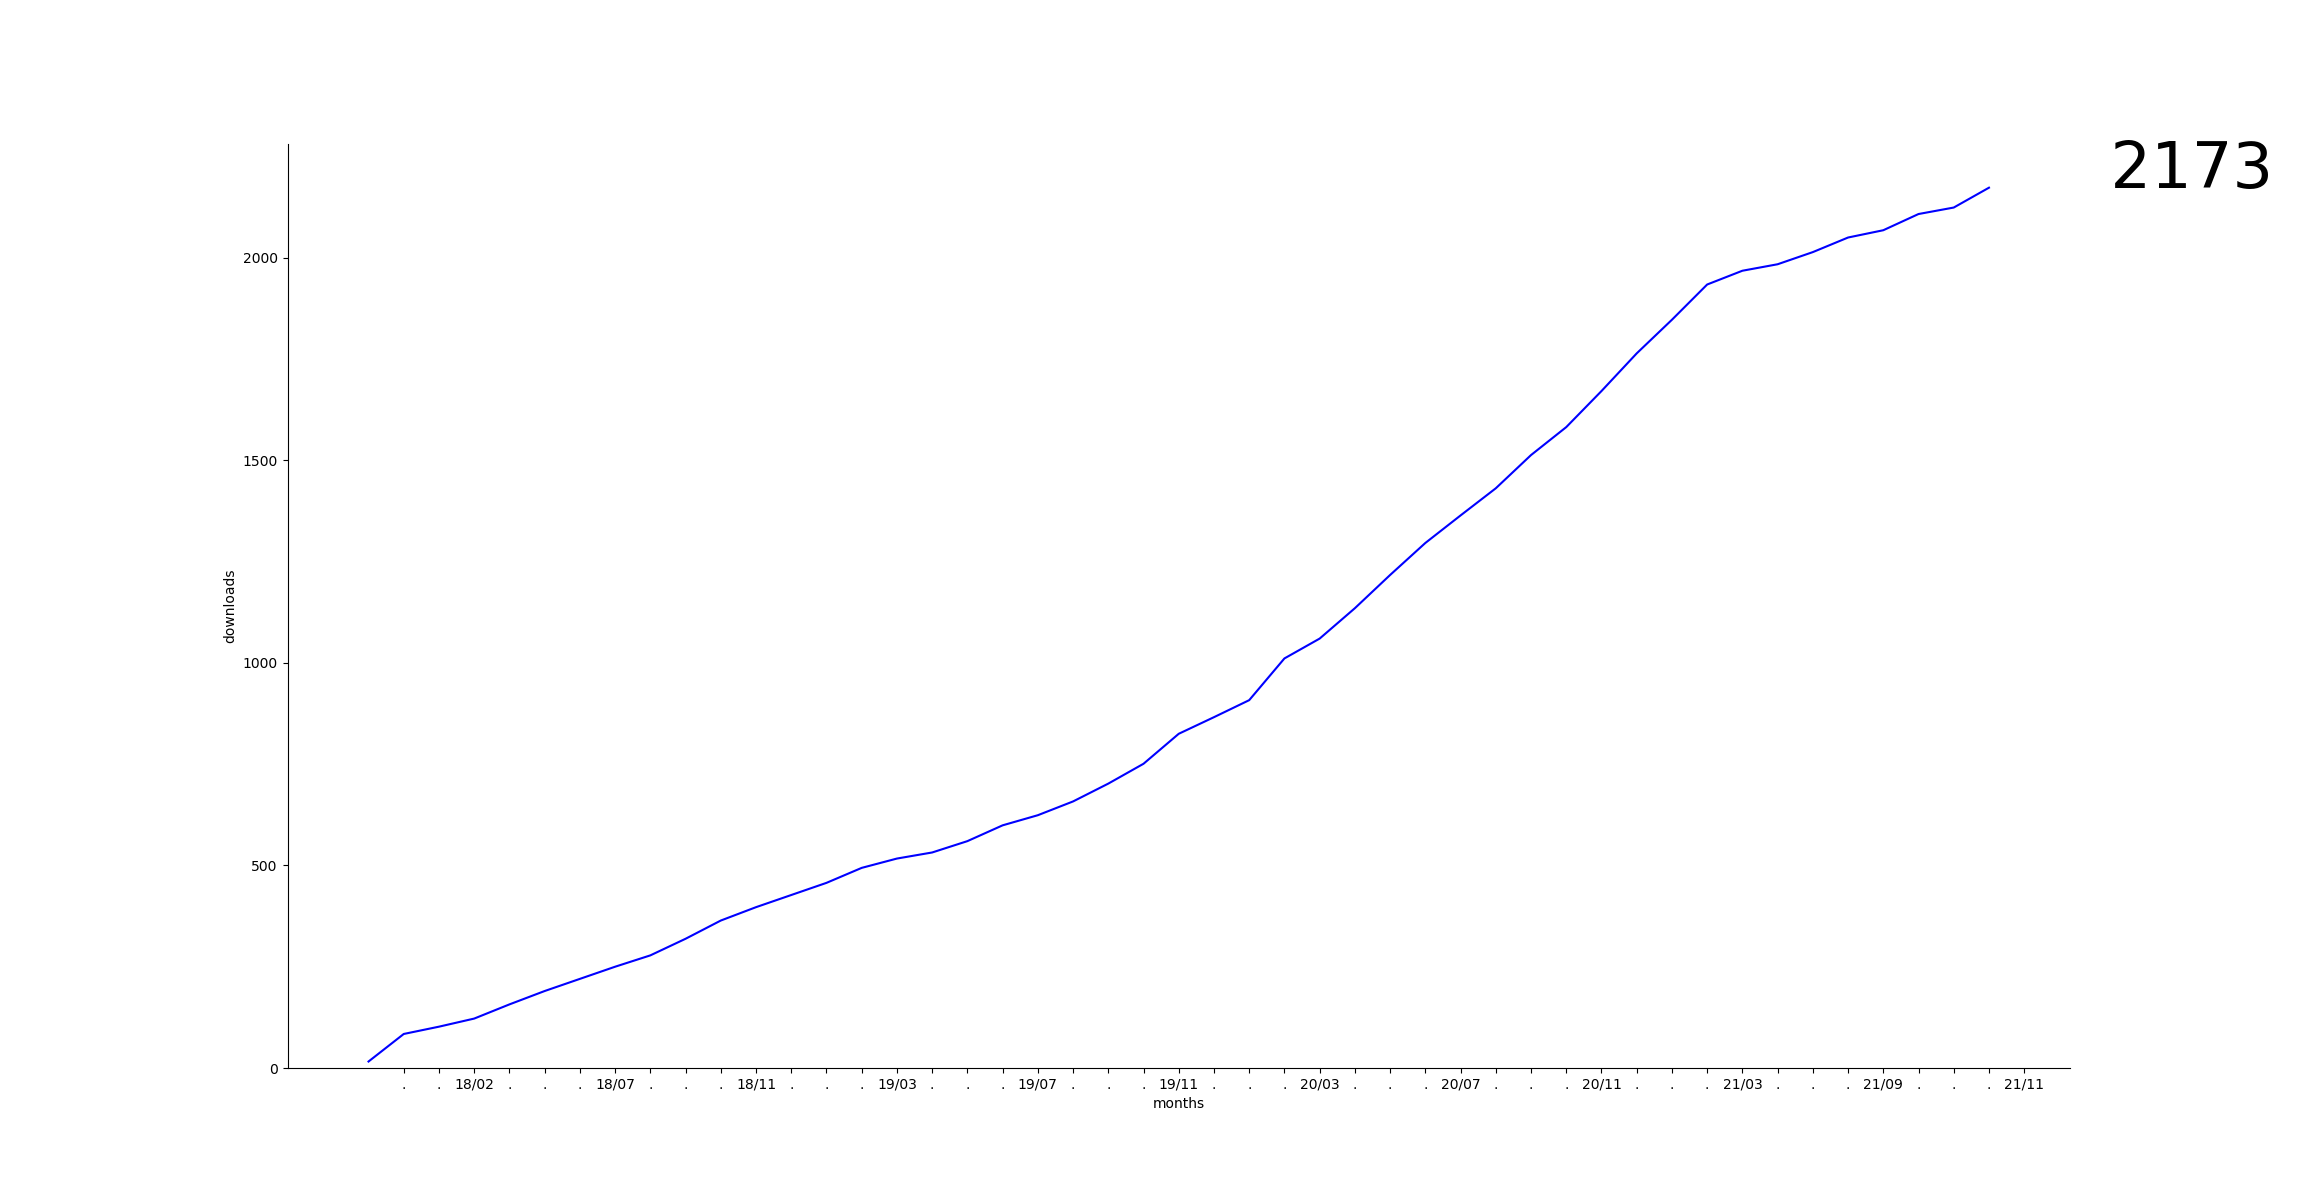 2173
2000
1500
1000
500
0
downloads
. . 18/02 . . . 18/07 . . . 18/11 . . . 19/03 . . . 19/07 . . . 19/11 . . . 20/03 . . . 20/07 . . . 20/11 . . . 21/03 . . . 21/09 . . . 21/11
months